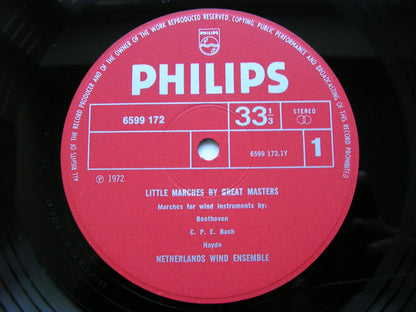 ALL RIGHTS OF THE RECORD PRODUCER AND OF THE OWNER OF THE WORK REPRODUCED RESERVED. COPYING, PUBLIC PERFORMANCE AND BROADCASTING OF THIS RECORD PROHIBITED
PHILIPS
PHILIPS
6599 172
33 1/3
STEREO
6599 172.1Y
1
℗ 1972
LITTLE MARCHES BY GREAT MASTERS
Marches for wind instruments by:
Beethoven
C. P. E. Bach
Haydn
NETHERLANDS WIND ENSEMBLE